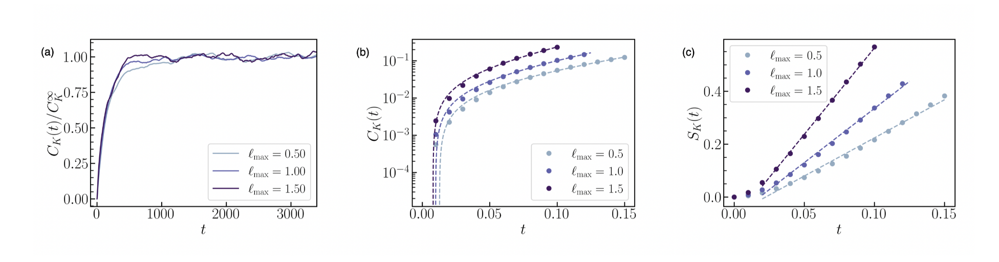 (a)
C_K(t)/C_K^∞
1.00
0.75
0.50
0.25
0.00
ℓ_max = 0.50
ℓ_max = 1.00
ℓ_max = 1.50
0 1000 2000 3000
t
(b)
C_K(t)
10^−1
10^−2
10^−3
10^−4
ℓ_max = 0.5
ℓ_max = 1.0
ℓ_max = 1.5
0.00 0.05 0.10 0.15
t
(c)
S_K(t)
0.4
0.2
0.0
ℓ_max = 0.5
ℓ_max = 1.0
ℓ_max = 1.5
0.00 0.05 0.10 0.15
t